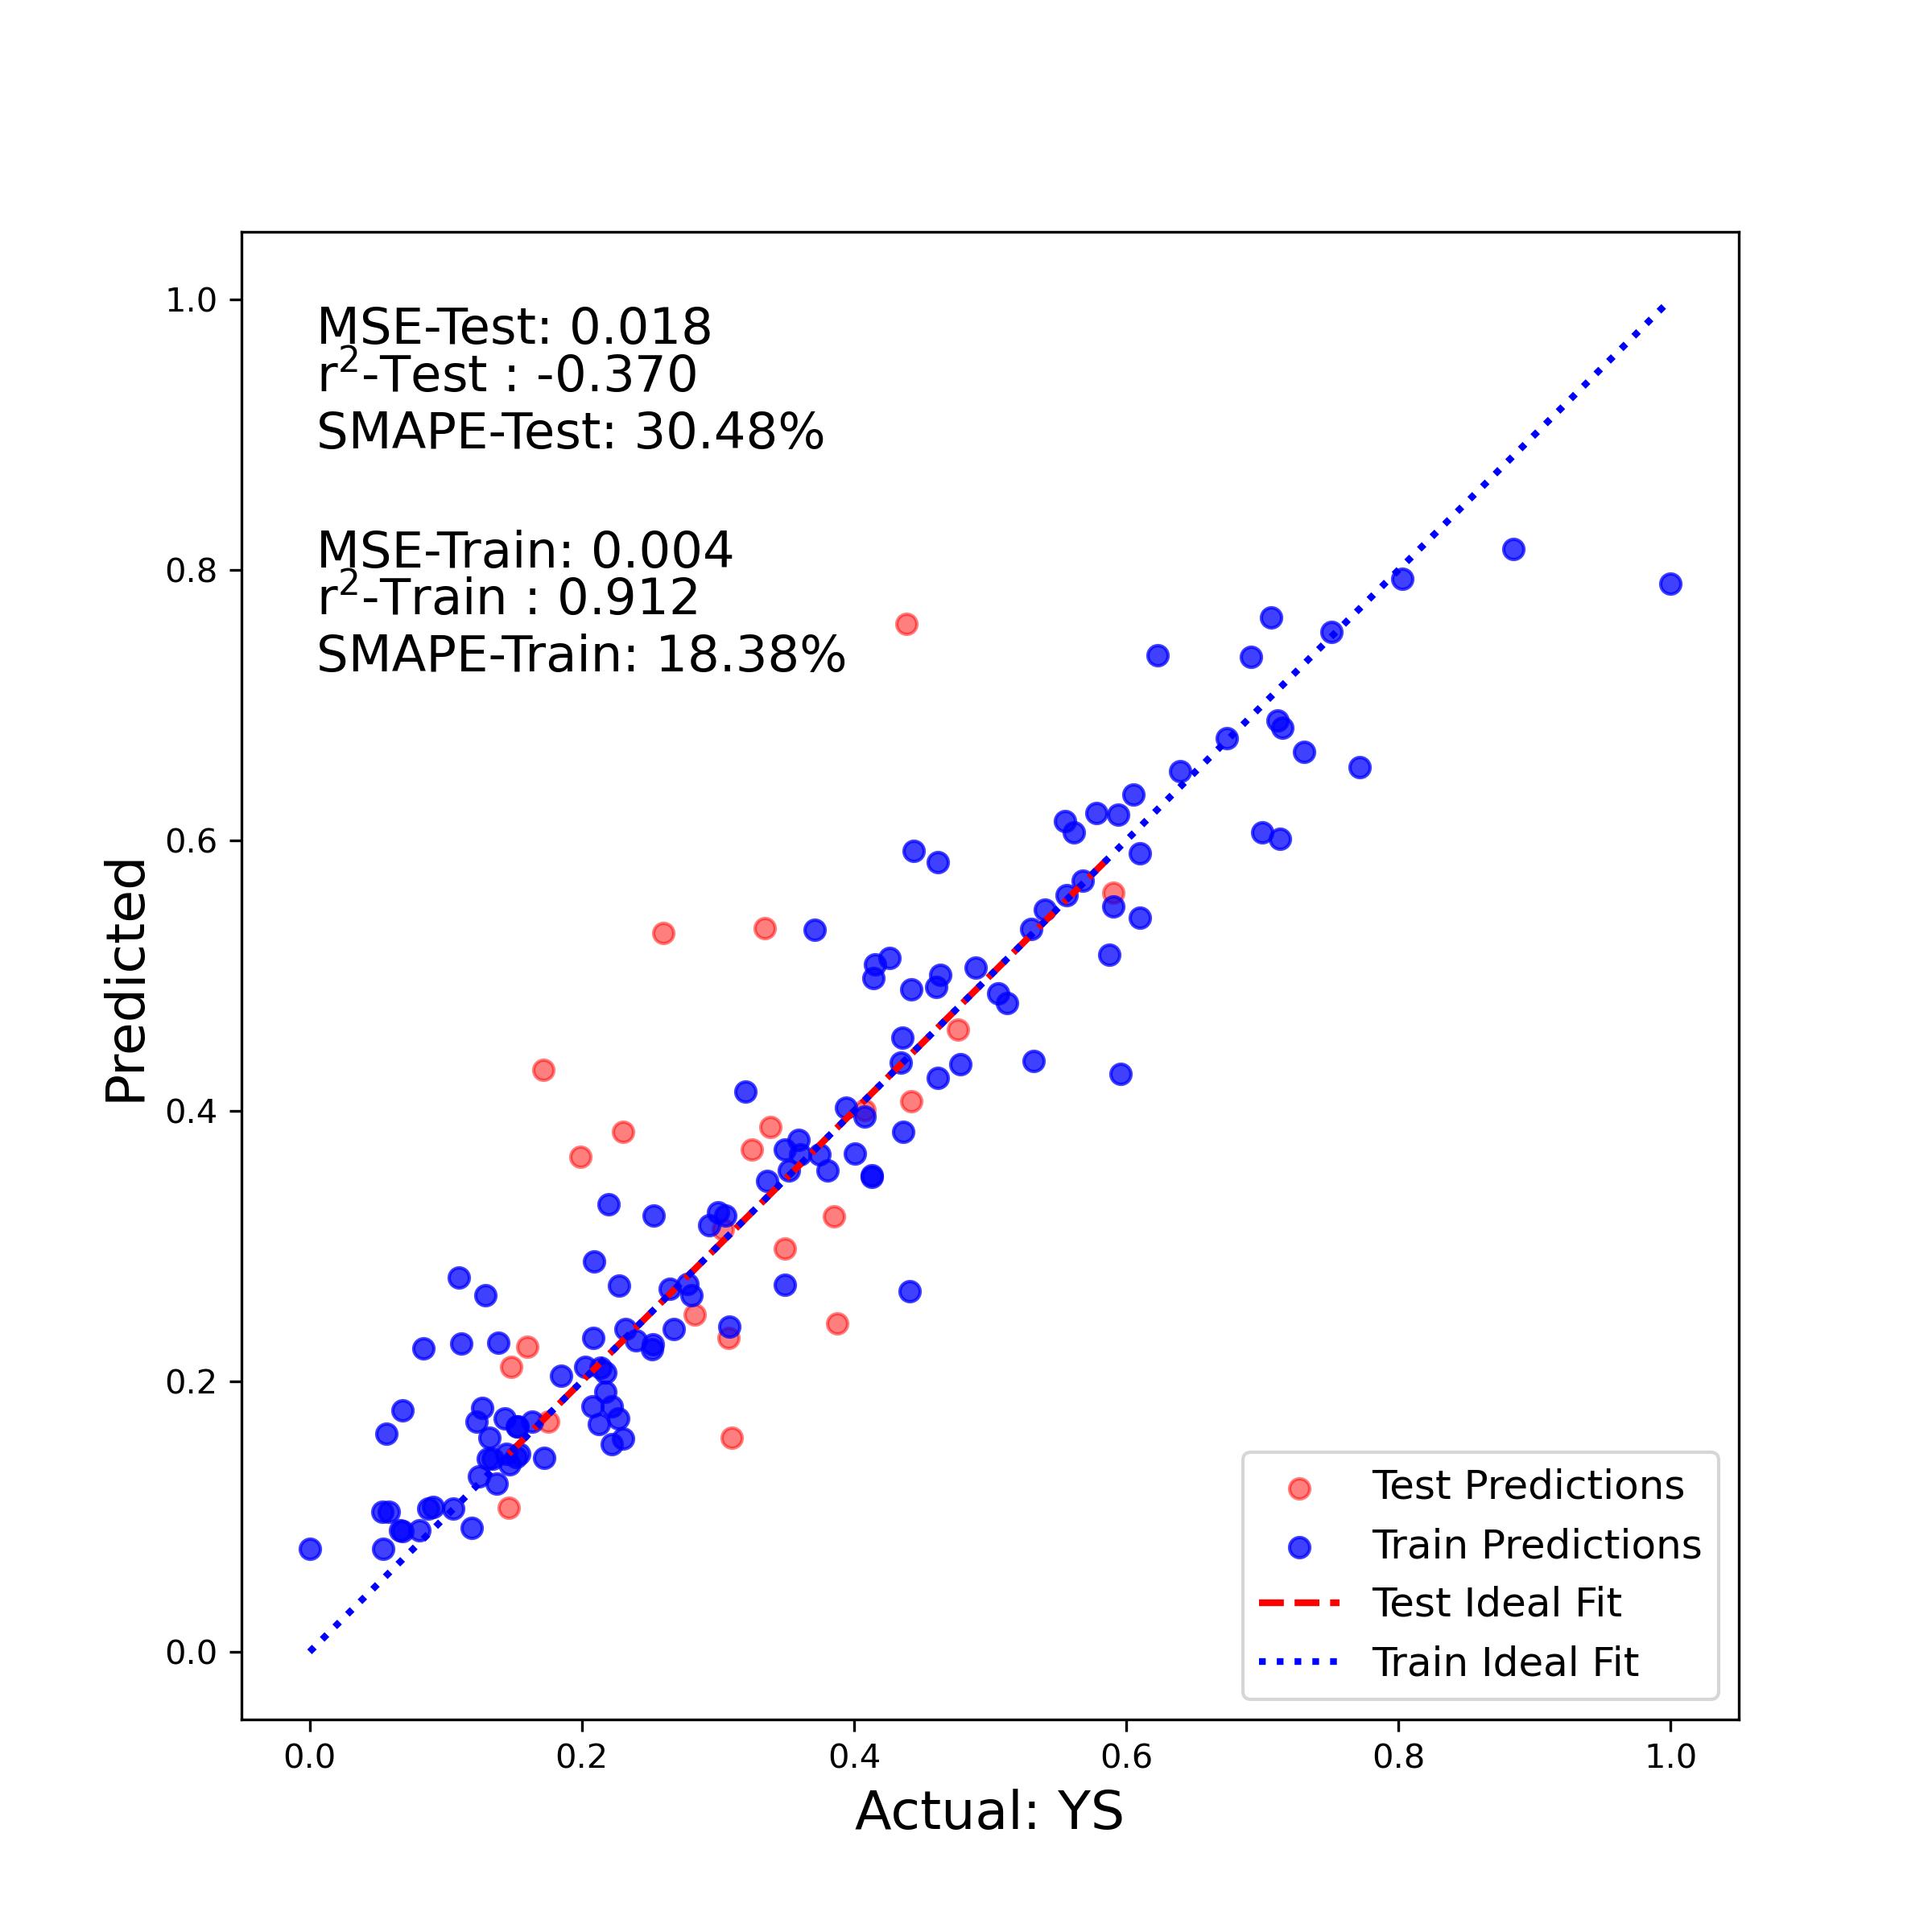 MSE-Test: 0.018
r²-Test : -0.370
SMAPE-Test: 30.48%
MSE-Train: 0.004
r²-Train : 0.912
SMAPE-Train: 18.38%
1.0
0.8
0.6
0.4
0.2
0.0
Predicted
Test Predictions
Train Predictions
Test Ideal Fit
Train Ideal Fit
0.0 0.2 0.4 0.6 0.8 1.0
Actual: YS